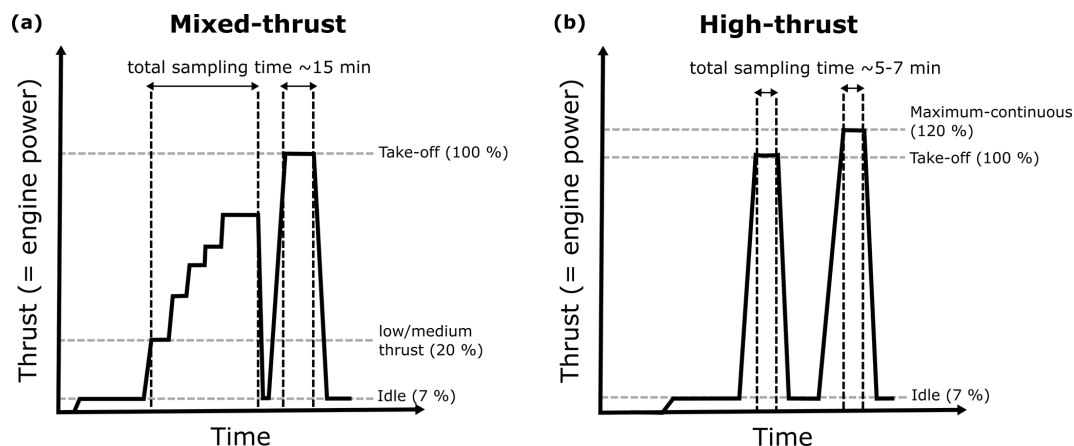 (a)
Mixed-thrust
total sampling time ~15 min
Thrust (= engine power)
Take-off (100 %)
low/medium
thrust (20 %)
Idle (7 %)
Time
(b)
High-thrust
total sampling time ~5-7 min
Thrust (= engine power)
Maximum-continuous
(120 %)
Take-off (100 %)
Idle (7 %)
Time